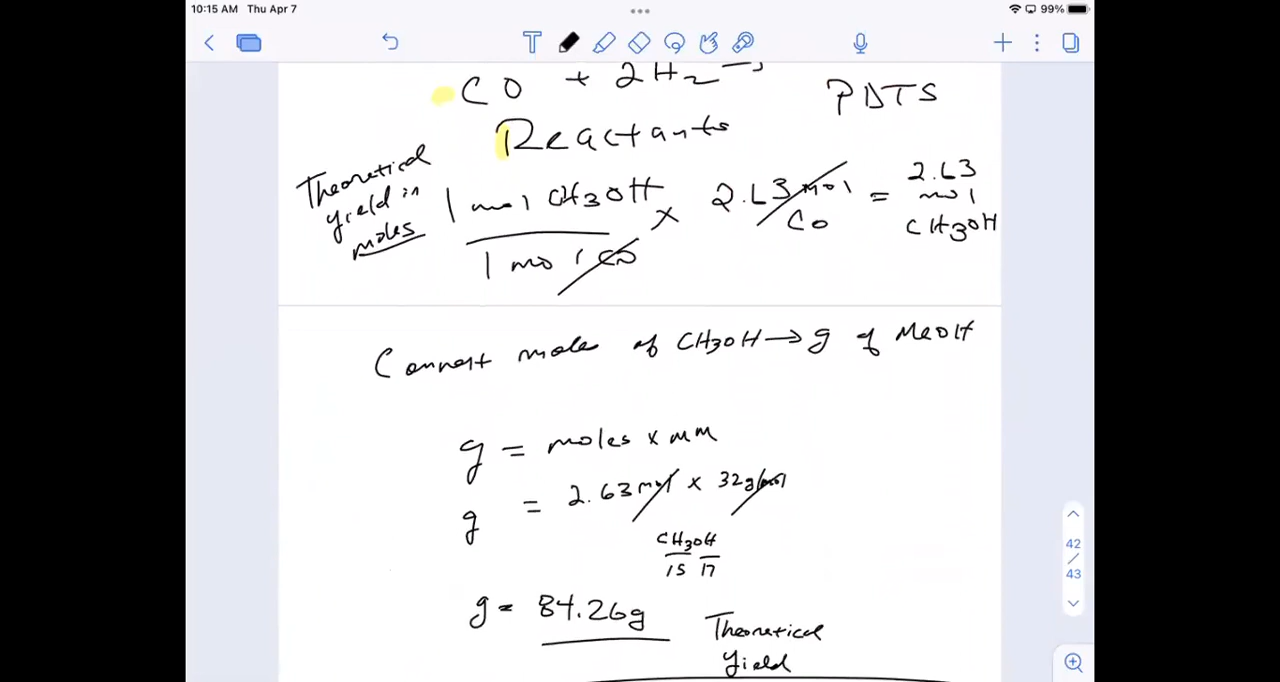 10:15 AM Thu Apr 7
99%
CO + 2H2 →
PDTS
Reactants
Theoretical
yield in
moles
1 mol CH3OH × 2.63 mol = 2.63
CO
mol
CH3OH
1 mol CO
Convert moles of CH3OH → g of MeOH
g = moles × MM
g = 2.63 mol × 32g/mol
CH3OH
15 17
g = 84.26g
Theoretical
yield
42
/
43